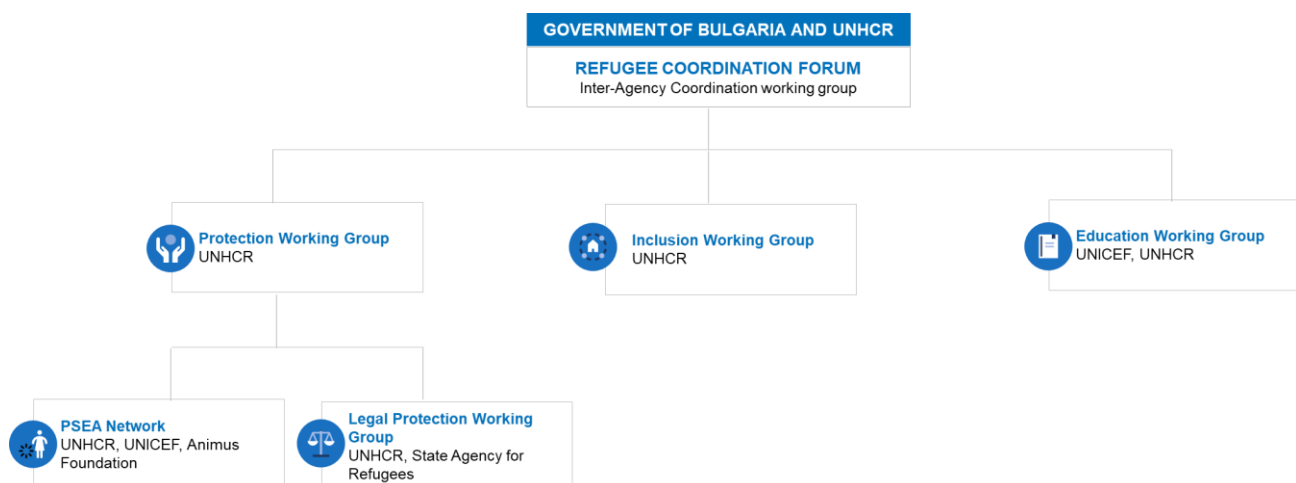 GOVERNMENT OF BULGARIA AND UNHCR
REFUGEE COORDINATION FORUM
Inter-Agency Coordination working group
Protection Working Group
UNHCR
Inclusion Working Group
UNHCR
Education Working Group
UNICEF, UNHCR
PSEA Network
UNHCR, UNICEF, Animus
Foundation
Legal Protection Working
Group
UNHCR, State Agency for
Refugees